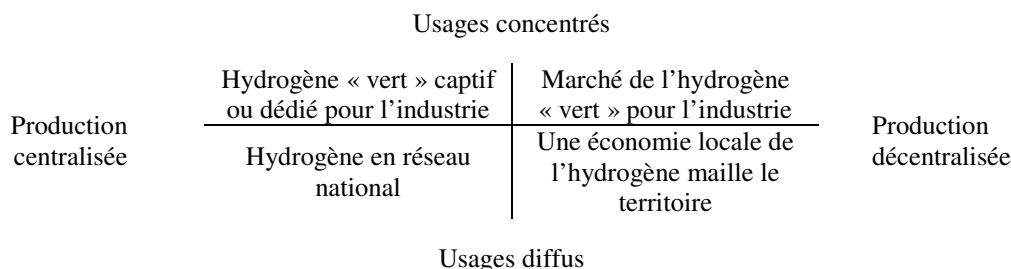 Usages concentrés
Hydrogène « vert » captif
ou dédié pour l'industrie
Marché de l'hydrogène
« vert » pour l'industrie
Production
centralisée
Production
décentralisée
Hydrogène en réseau
national
Une économie locale de
l'hydrogène maille le
territoire
Usages diffus